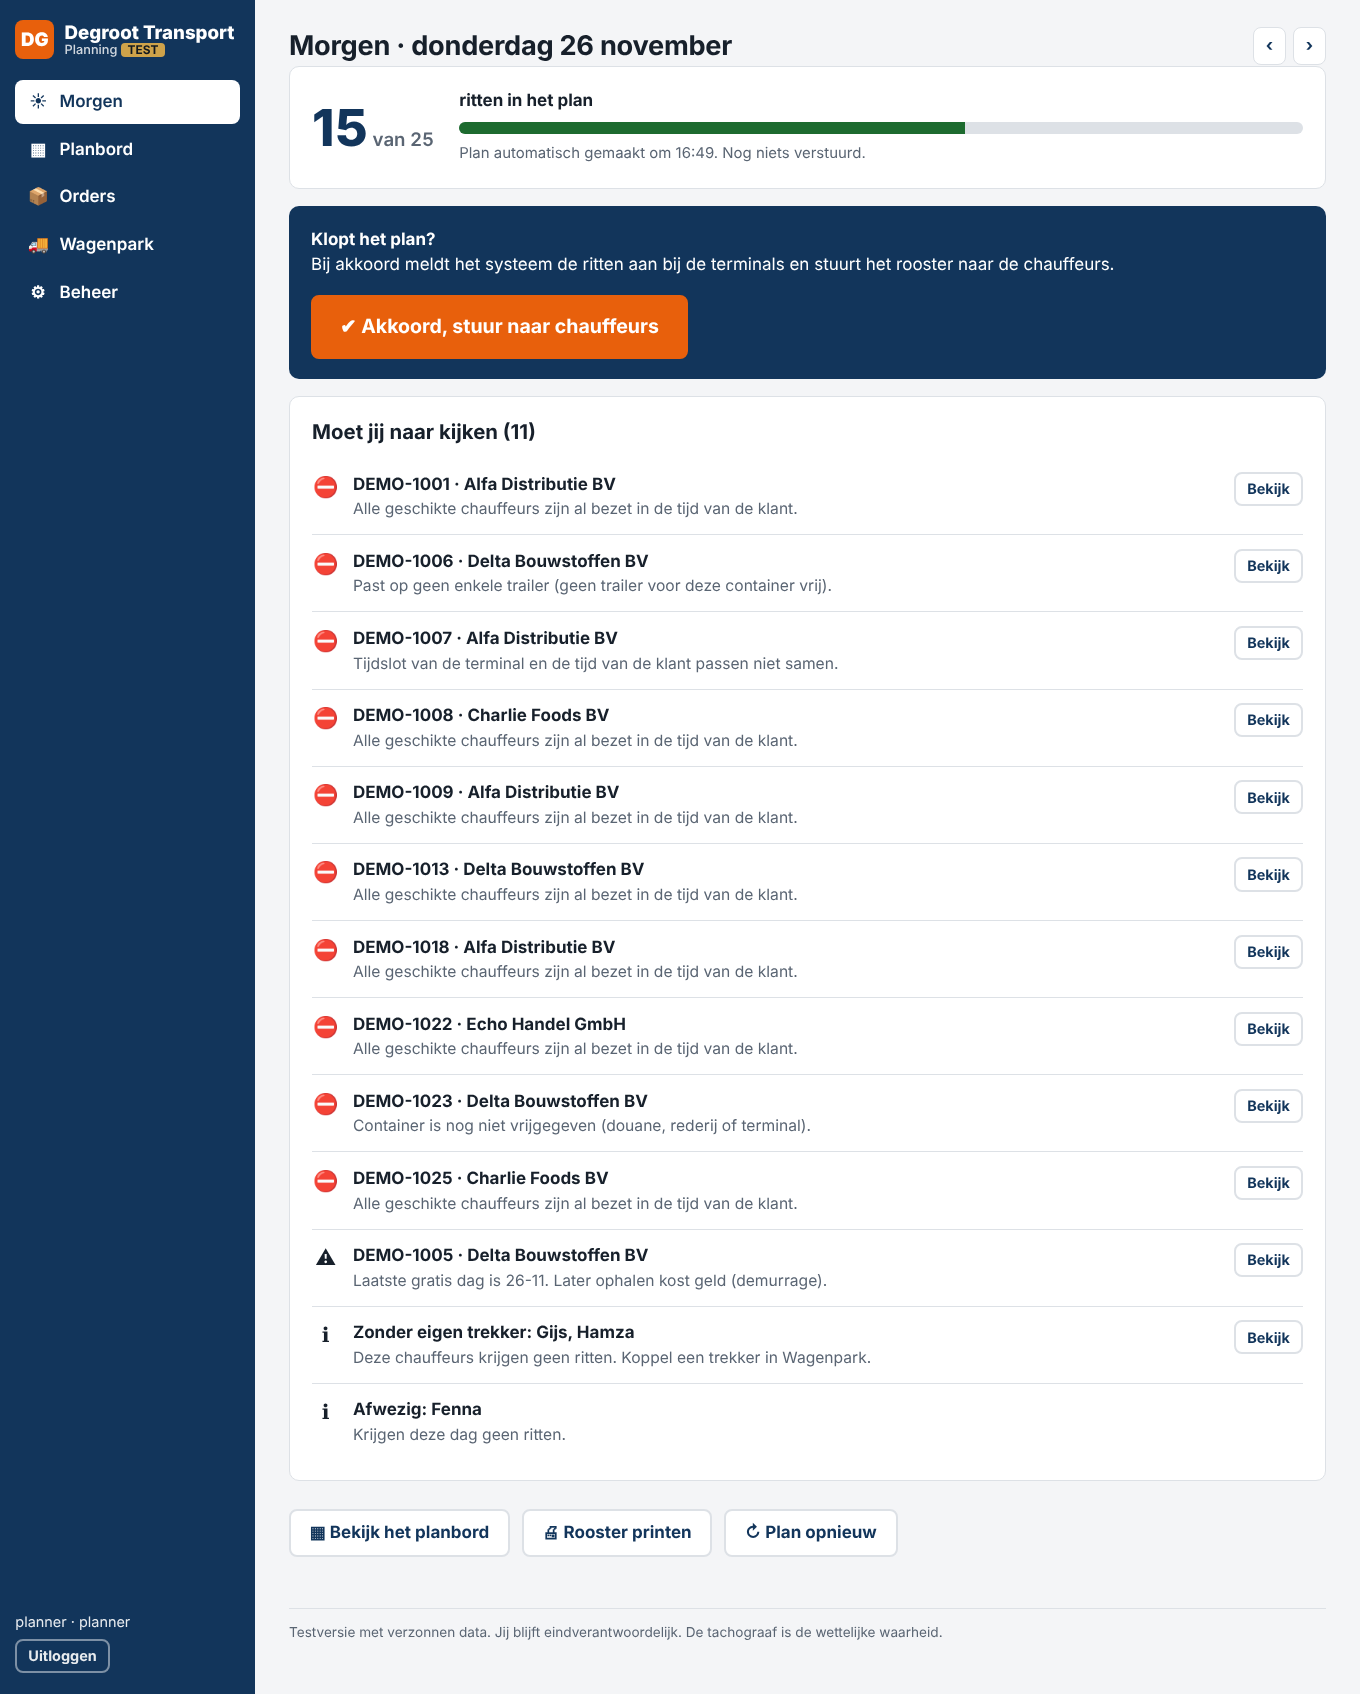 DG
Degroot Transport
Planning TEST
Morgen
Planbord
Orders
Wagenpark
Beheer
planner · planner
Uitloggen
Morgen · donderdag 26 november
‹ ›
15 van 25
ritten in het plan
Plan automatisch gemaakt om 16:49. Nog niets verstuurd.
Klopt het plan?
Bij akkoord meldt het systeem de ritten aan bij de terminals en stuurt het rooster naar de chauffeurs.
✔ Akkoord, stuur naar chauffeurs
Moet jij naar kijken (11)
DEMO-1001 · Alfa Distributie BV
Alle geschikte chauffeurs zijn al bezet in de tijd van de klant.
Bekijk
DEMO-1006 · Delta Bouwstoffen BV
Past op geen enkele trailer (geen trailer voor deze container vrij).
Bekijk
DEMO-1007 · Alfa Distributie BV
Tijdslot van de terminal en de tijd van de klant passen niet samen.
Bekijk
DEMO-1008 · Charlie Foods BV
Alle geschikte chauffeurs zijn al bezet in de tijd van de klant.
Bekijk
DEMO-1009 · Alfa Distributie BV
Alle geschikte chauffeurs zijn al bezet in de tijd van de klant.
Bekijk
DEMO-1013 · Delta Bouwstoffen BV
Alle geschikte chauffeurs zijn al bezet in de tijd van de klant.
Bekijk
DEMO-1018 · Alfa Distributie BV
Alle geschikte chauffeurs zijn al bezet in de tijd van de klant.
Bekijk
DEMO-1022 · Echo Handel GmbH
Alle geschikte chauffeurs zijn al bezet in de tijd van de klant.
Bekijk
DEMO-1023 · Delta Bouwstoffen BV
Container is nog niet vrijgegeven (douane, rederij of terminal).
Bekijk
DEMO-1025 · Charlie Foods BV
Alle geschikte chauffeurs zijn al bezet in de tijd van de klant.
Bekijk
DEMO-1005 · Delta Bouwstoffen BV
Laatste gratis dag is 26-11. Later ophalen kost geld (demurrage).
Bekijk
Zonder eigen trekker: Gijs, Hamza
Deze chauffeurs krijgen geen ritten. Koppel een trekker in Wagenpark.
Bekijk
Afwezig: Fenna
Krijgen deze dag geen ritten.
Bekijk het planbord
Rooster printen
Plan opnieuw
Testversie met verzonnen data. Jij blijft eindverantwoordelijk. De tachograaf is de wettelijke waarheid.